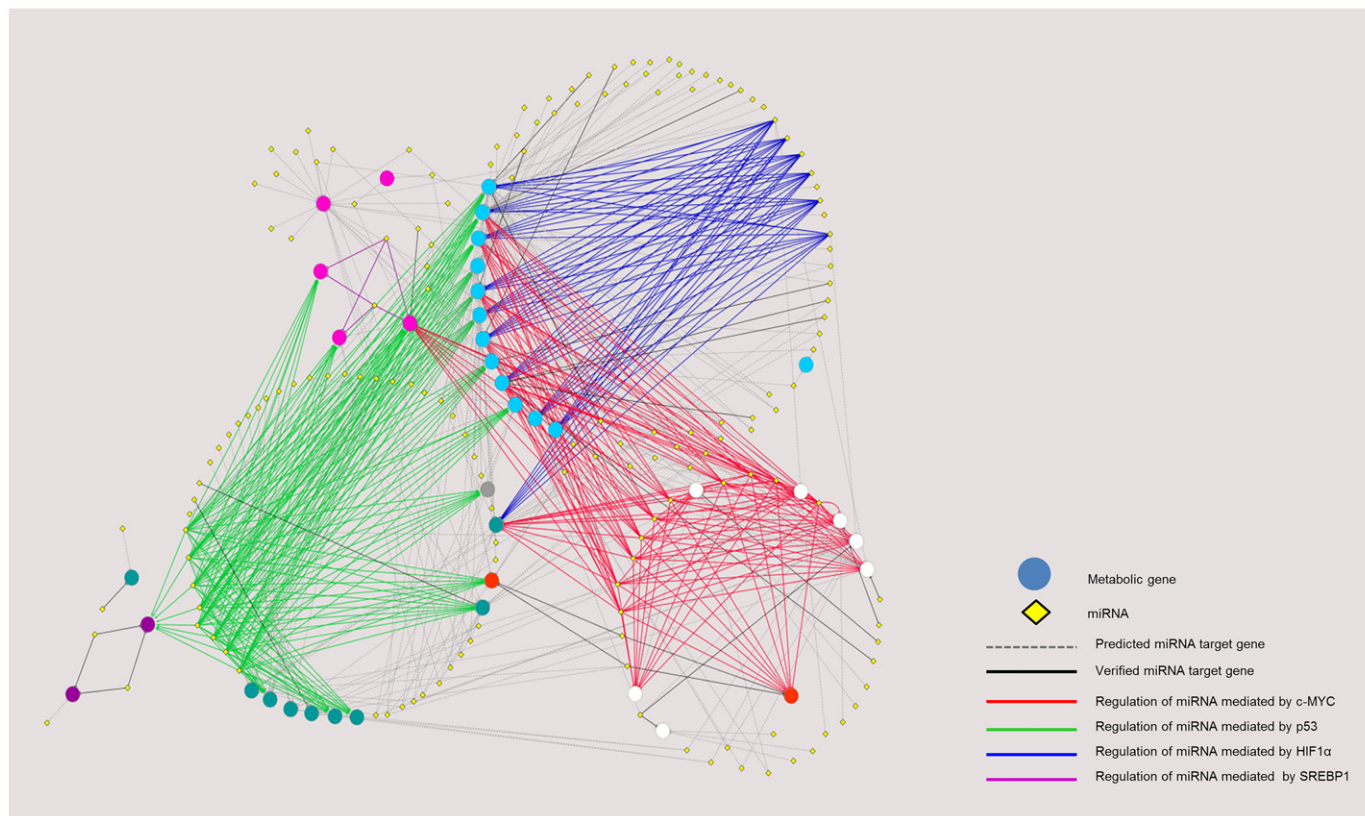 Metabolic gene
miRNA
Predicted miRNA target gene
Verified miRNA target gene
Regulation of miRNA mediated by c-MYC
Regulation of miRNA mediated by p53
Regulation of miRNA mediated by HIF1α
Regulation of miRNA mediated by SREBP1